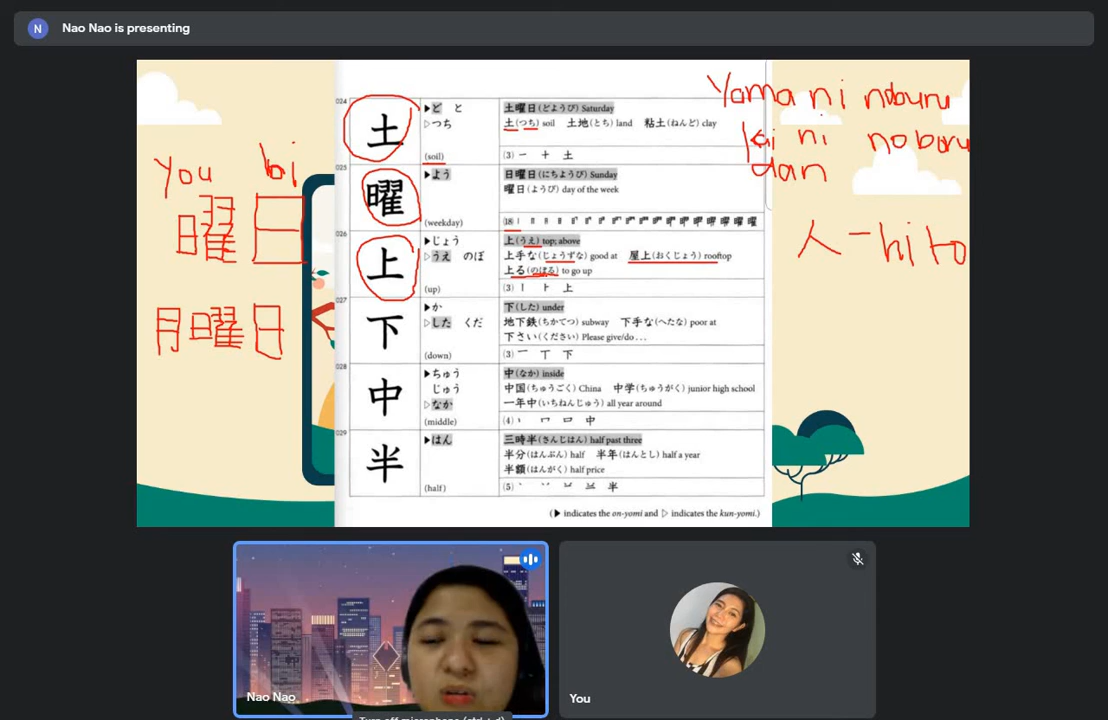 N Nao Nao is presenting
Yama ni noburu
kai ni noburu
dan
人-hito
you bi
曜日
月曜日
024
土
▶ど と
▷つち
(soil)
土曜日(どようび) Saturday
土(つち) soil 土地(とち) land 粘土(ねんど) clay
(3) 一 十 土
025
曜
▶よう
(weekday)
日曜日(にちようび) Sunday
曜日(ようび) day of the week
(18)
026
上
▶じょう
▷うえ のぼ
(up)
上(うえ) top; above
上手な(じょうずな) good at 屋上(おくじょう) rooftop
上る(のぼる) to go up
(3) 丨 ⺊ 上
027
下
▶か
▷した くだ
(down)
下(した) under
地下鉄(ちかてつ) subway 下手な(へたな) poor at
下さい(ください) Please give/do...
(3) 一 丅 下
028
中
▶ちゅう
じゅう
▷なか
(middle)
中(なか) inside
中国(ちゅうごく) China 中学(ちゅうがく) junior high school
一年中(いちねんじゅう) all year around
(4) 丨 冂 口 中
029
半
▶はん
(half)
三時半(さんじはん) half past three
半分(はんぶん) half 半年(はんとし) half a year
半額(はんがく) half price
(5) 半
(▶ indicates the on-yomi and ▷ indicates the kun-yomi.)
Nao Nao
You